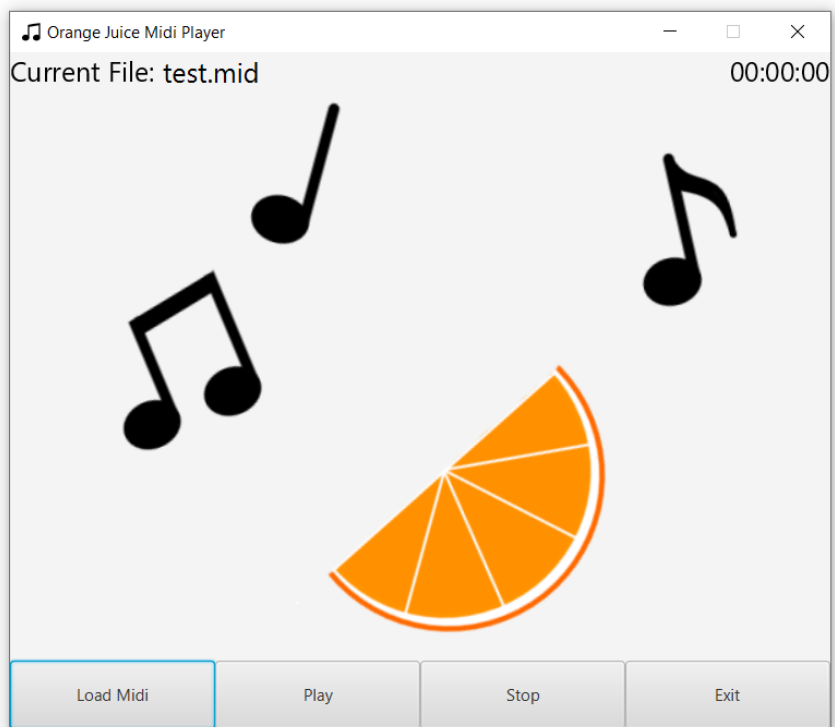 Orange Juice Midi Player
Current File: test.mid 00:00:00
Load Midi Play Stop Exit